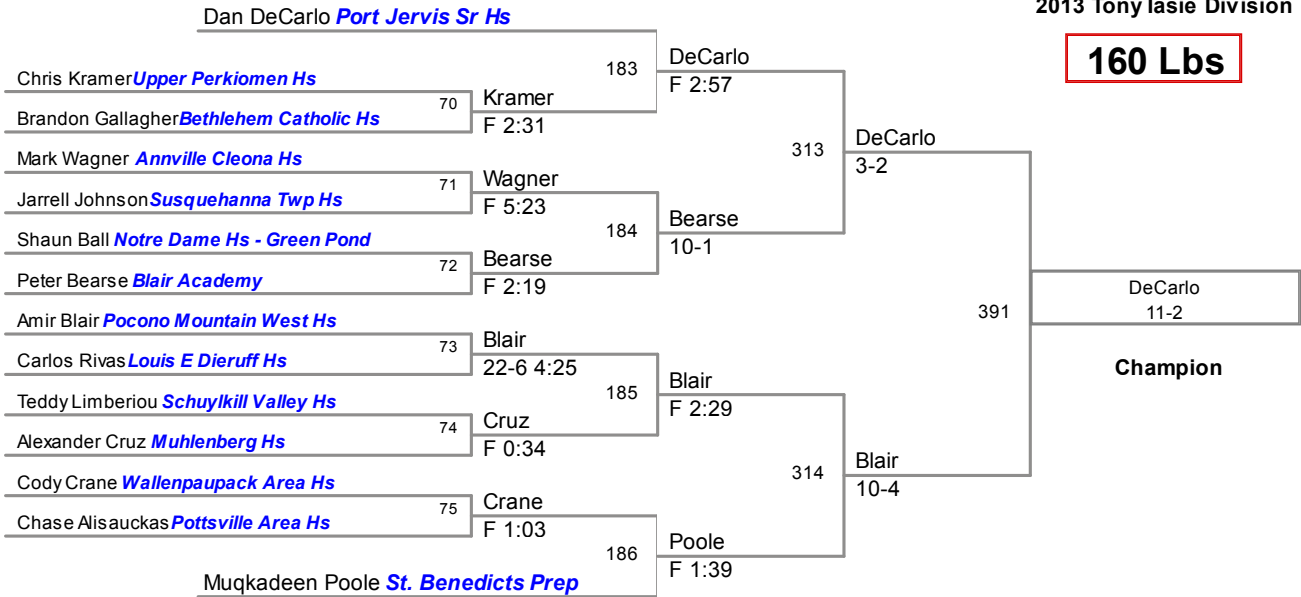 2013 Tony Iasie Division
160 Lbs
Dan DeCarlo Port Jervis Sr Hs
183
DeCarlo
F 2:57
Chris Kramer Upper Perkiomen Hs
70
Kramer
F 2:31
Brandon Gallagher Bethlehem Catholic Hs
313
DeCarlo
3-2
Mark Wagner Annville Cleona Hs
71
Wagner
F 5:23
Jarrell Johnson Susquehanna Twp Hs
184
Bearse
10-1
Shaun Ball Notre Dame Hs - Green Pond
72
Bearse
F 2:19
Peter Bearse Blair Academy
391
DeCarlo
11-2
Champion
Amir Blair Pocono Mountain West Hs
73
Blair
22-6 4:25
Carlos Rivas Louis E Dieruff Hs
185
Blair
F 2:29
Teddy Limberiou Schuylkill Valley Hs
74
Cruz
F 0:34
Alexander Cruz Muhlenberg Hs
314
Blair
10-4
Cody Crane Wallenpaupack Area Hs
75
Crane
F 1:03
Chase Alisauckas Pottsville Area Hs
186
Poole
F 1:39
Muqkadeen Poole St. Benedicts Prep